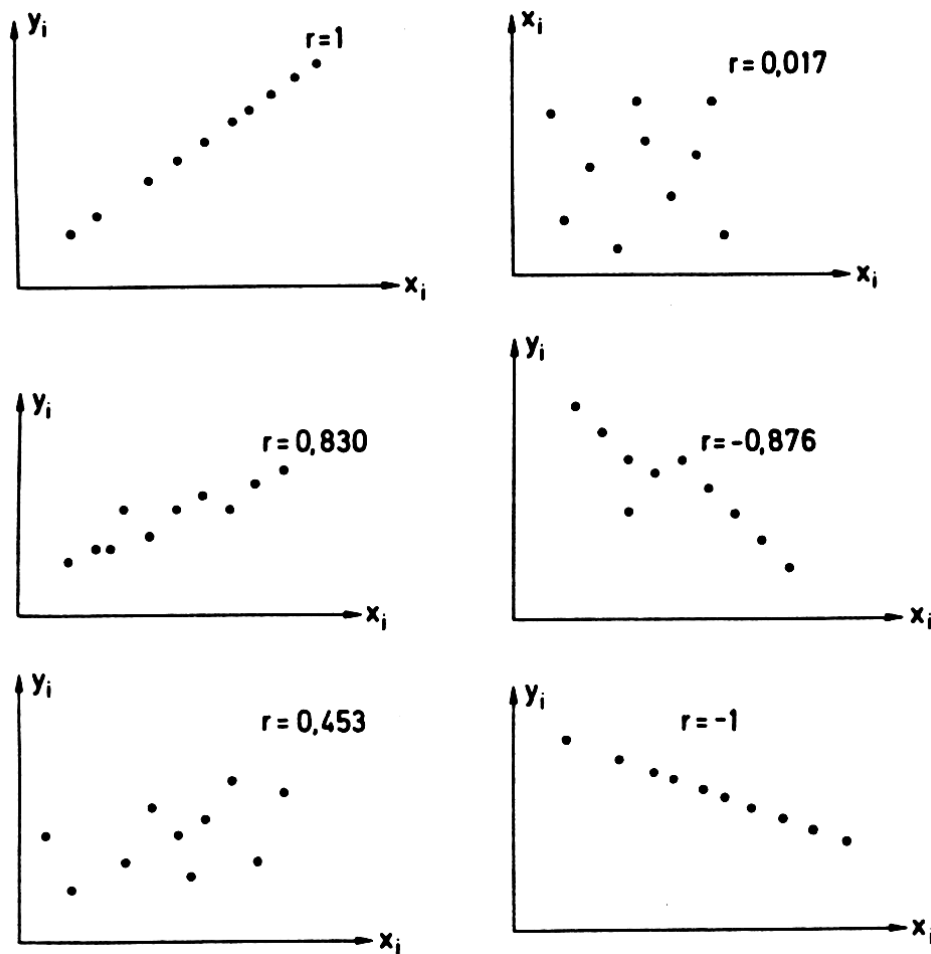 yi
r=1
xi
xi
r=0,017
xi
yi
r=0,830
xi
yi
r=-0,876
xi
yi
r=0,453
xi
yi
r=-1
xi